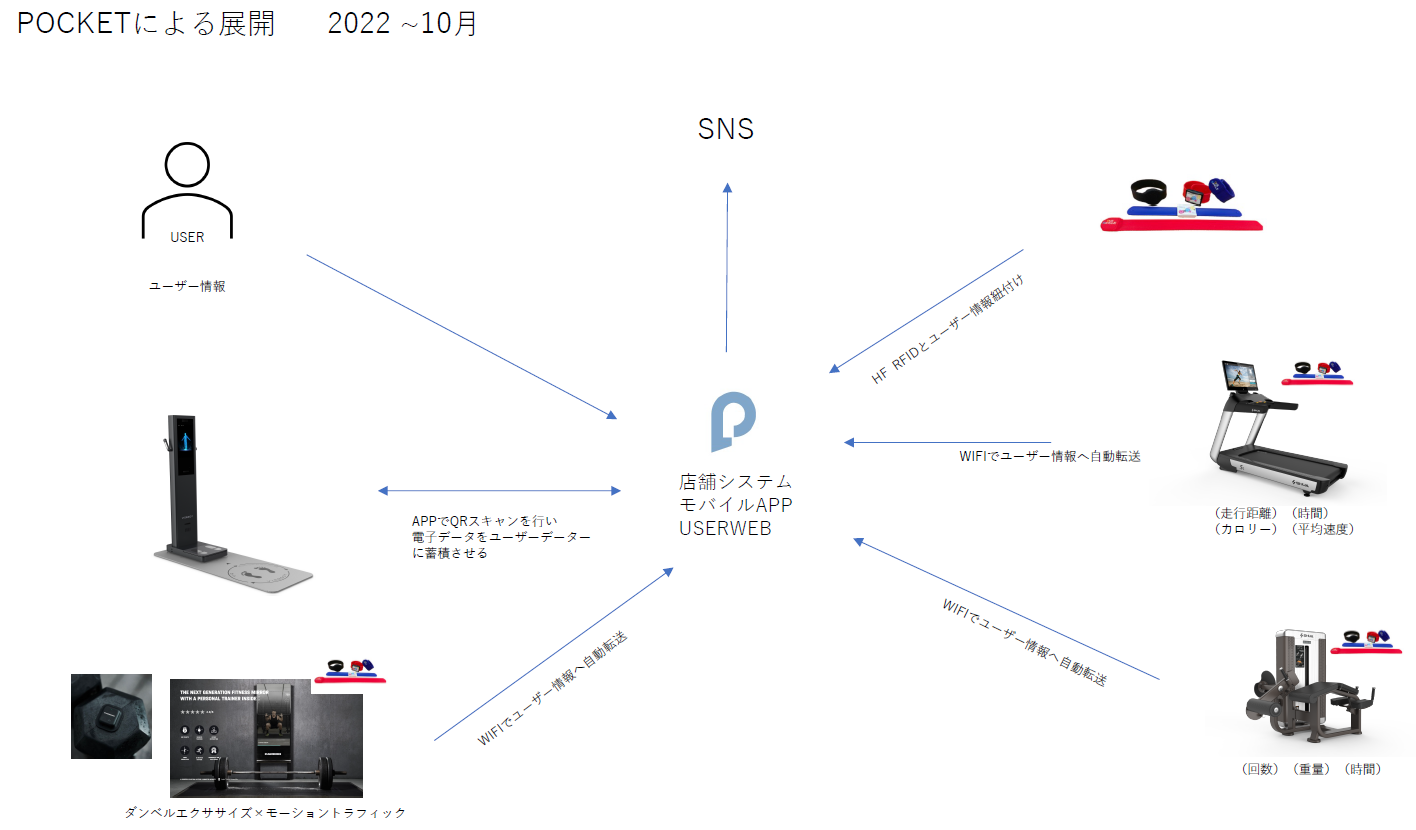 POCKETによる展開 2022 ~10月
SNS
USER
ユーザー情報
HF RFIDとユーザー情報紐付け
WIFIでユーザー情報へ自動転送
（走行距離）（時間）
（カロリー）（平均速度）
店舗システム
モバイルAPP
USERWEB
APPでQRスキャンを行い
電子データをユーザーデーター
に蓄積させる
WIFIでユーザー情報へ自動転送
WIFIでユーザー情報へ自動転送
THE NEXT GENERATION FITNESS MIRROR
WITH A PERSONAL TRAINER INSIDE
ダンベルエクササイズ×モーショントラフィック
（回数）（重量）（時間）